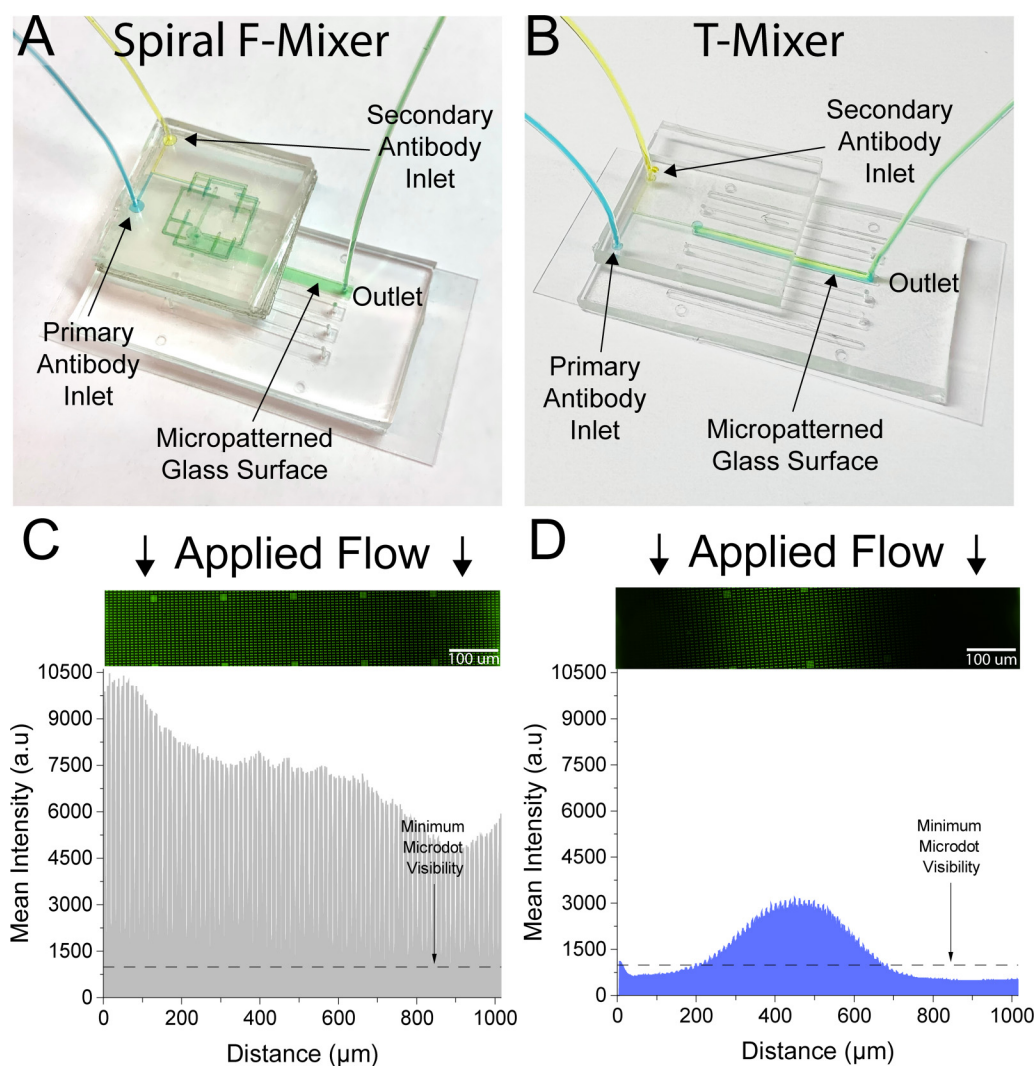 A
Spiral F-Mixer
Secondary
Antibody
Inlet
Outlet
Primary
Antibody
Inlet
Micropatterned
Glass Surface
B
T-Mixer
Secondary
Antibody
Inlet
Outlet
Primary
Antibody
Inlet
Micropatterned
Glass Surface
C
Applied Flow
100 um
10500
9000
7500
6000
4500
3000
1500
0
Mean Intensity (a.u)
Minimum
Microdot
Visibility
0 200 400 600 800 1000
Distance (µm)
D
Applied Flow
100 um
10500
9000
7500
6000
4500
3000
1500
0
Mean Intensity (a.u)
Minimum
Microdot
Visibility
0 200 400 600 800 1000
Distance (µm)